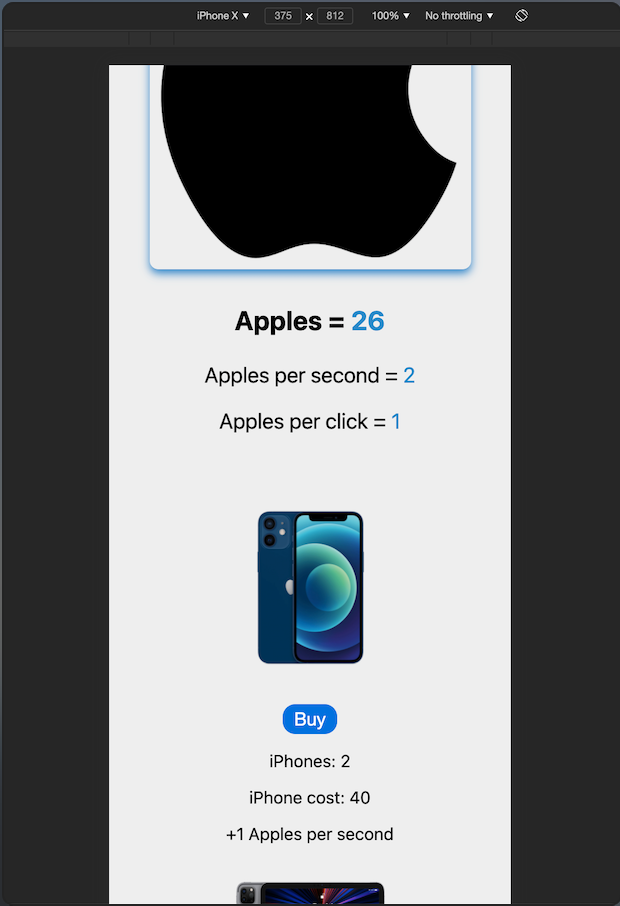 iPhone X ▼ 375 × 812 100% ▼ No throttling ▼
Apples = 26
Apples per second = 2
Apples per click = 1
Buy
iPhones: 2
iPhone cost: 40
+1 Apples per second